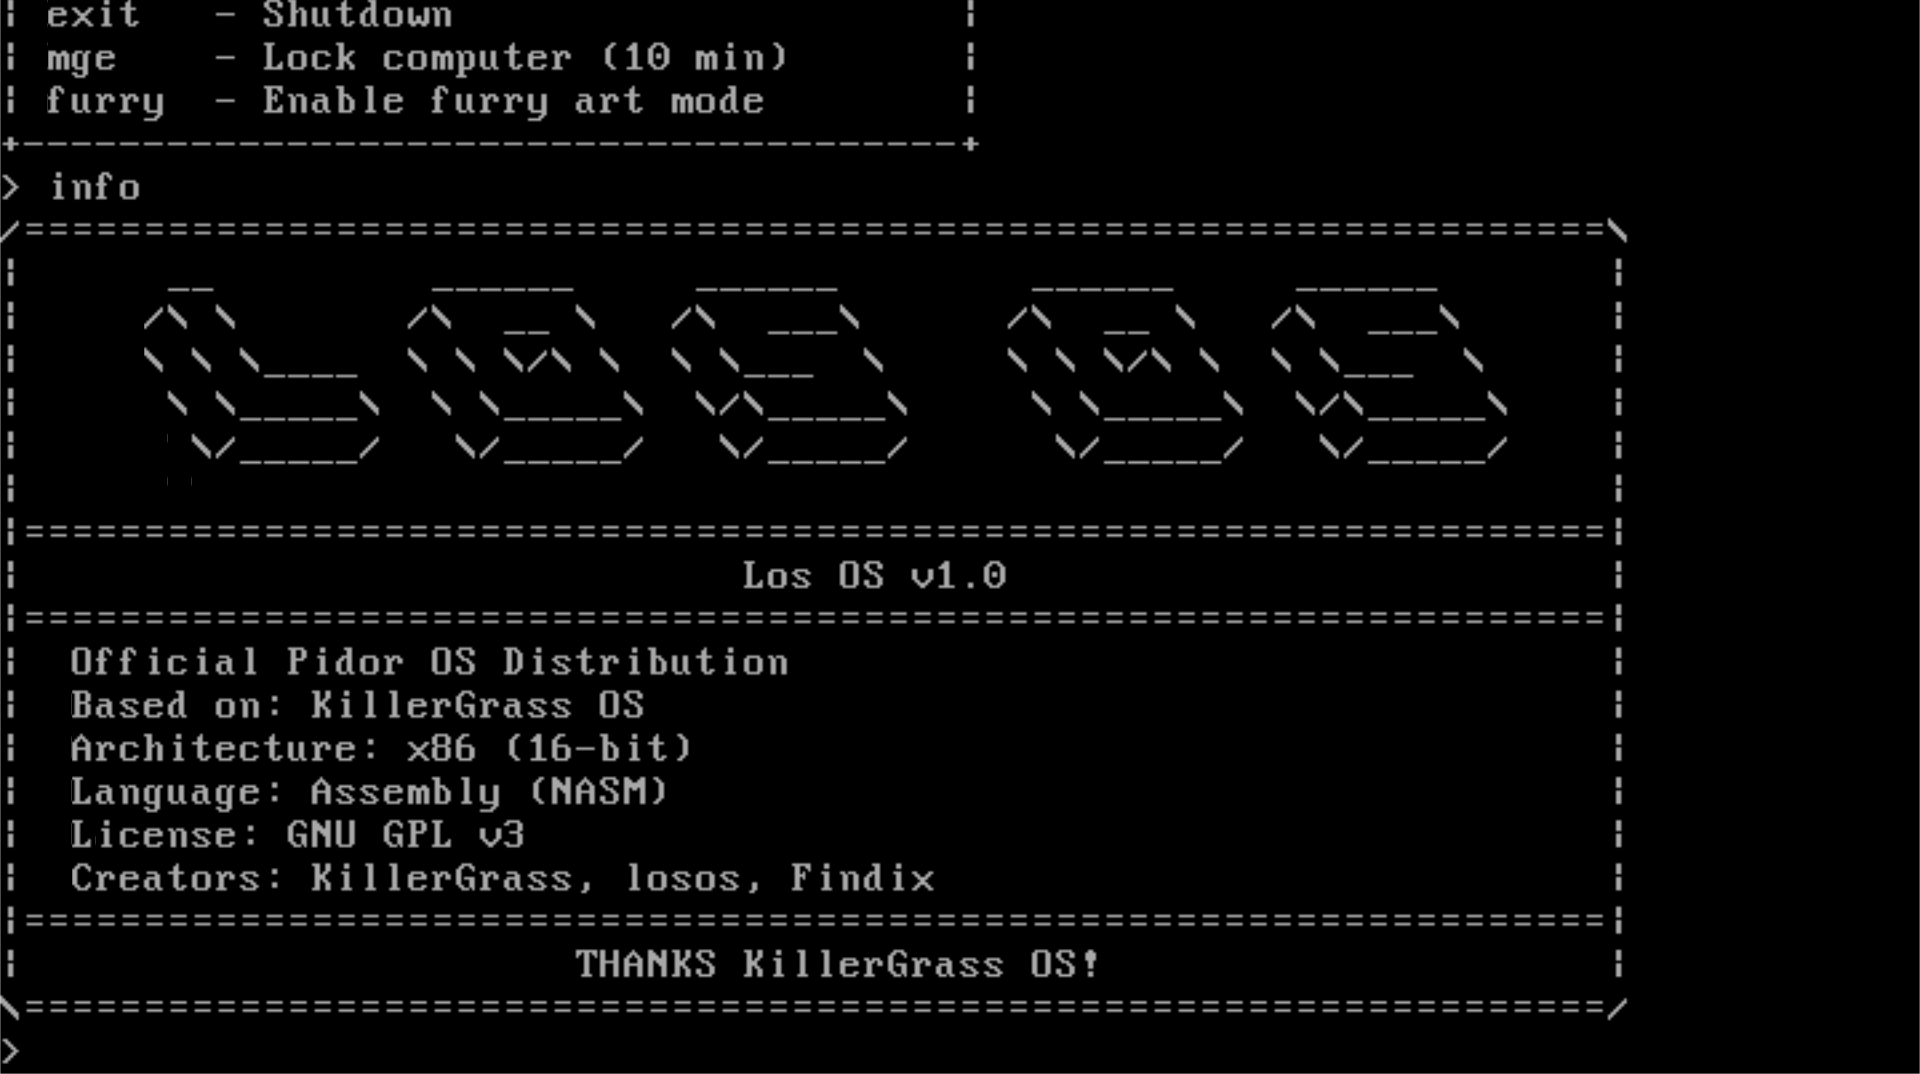 exit - Shutdown
mge - Lock computer (10 min)
furry - Enable furry art mode
> info
LOS OS
Los OS v1.0
Official Pidor OS Distribution
Based on: KillerGrass OS
Architecture: x86 (16-bit)
Language: Assembly (NASM)
License: GNU GPL v3
Creators: KillerGrass, losos, Findix
THANKS KillerGrass OS!
>